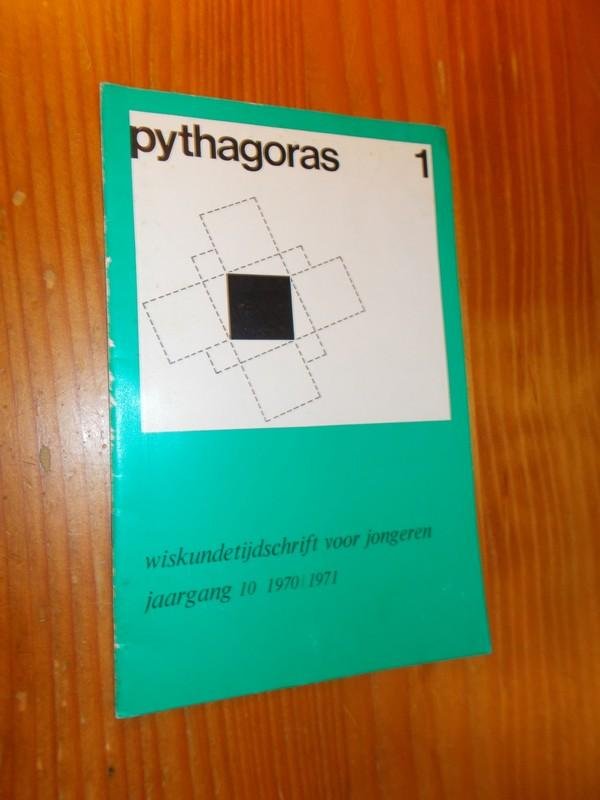 pythagoras
1
wiskundetijdschrift voor jongeren
jaargang 10 1970|1971